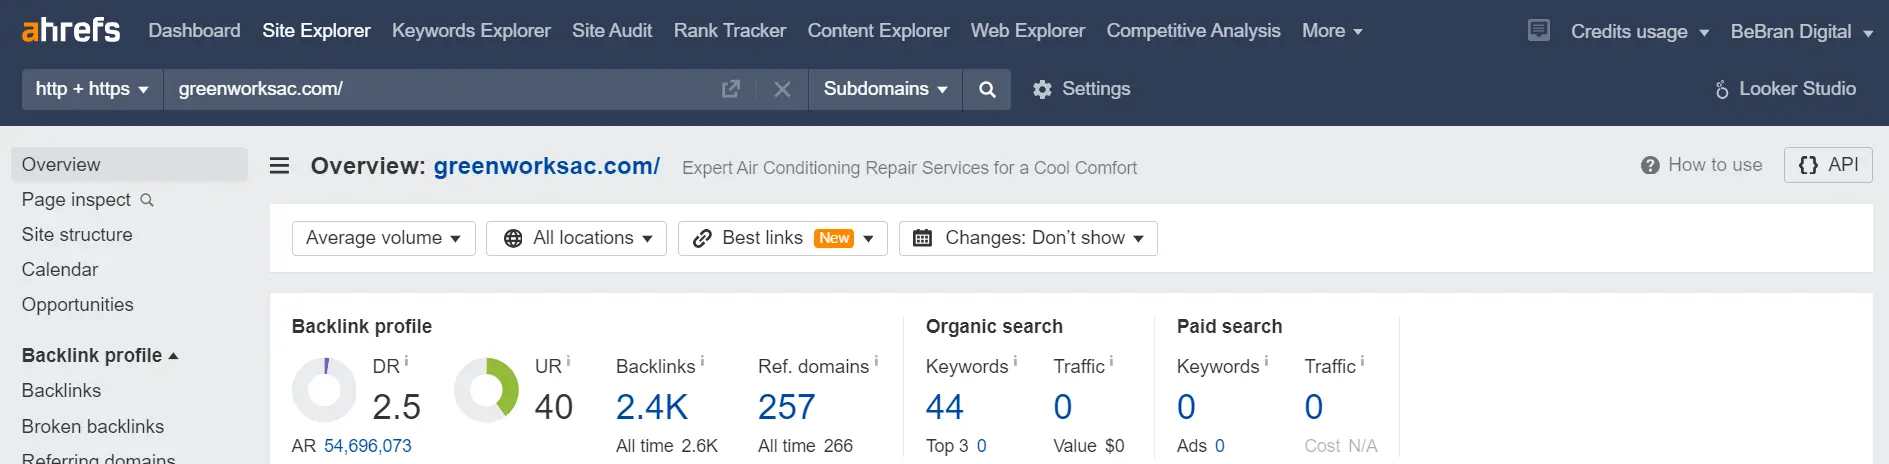 ahrefs Dashboard Site Explorer Keywords Explorer Site Audit Rank Tracker Content Explorer Web Explorer Competitive Analysis More Credits usage BeBran Digital
http + https greenworksac.com/ Subdomains Settings Looker Studio
Overview
Page inspect
Site structure
Calendar
Opportunities
Backlink profile
Backlinks
Broken backlinks
Referring domains
Overview: greenworksac.com/ Expert Air Conditioning Repair Services for a Cool Comfort How to use {} API
Average volume All locations Best links New Changes: Don't show
Backlink profile
DR i UR i Backlinks i Ref. domains i
2.5 40 2.4K 257
AR 54,696,073 All time 2.6K All time 266
Organic search
Keywords i Traffic i
44 0
Top 3 0 Value $0
Paid search
Keywords i Traffic i
0 0
Ads 0 Cost N/A